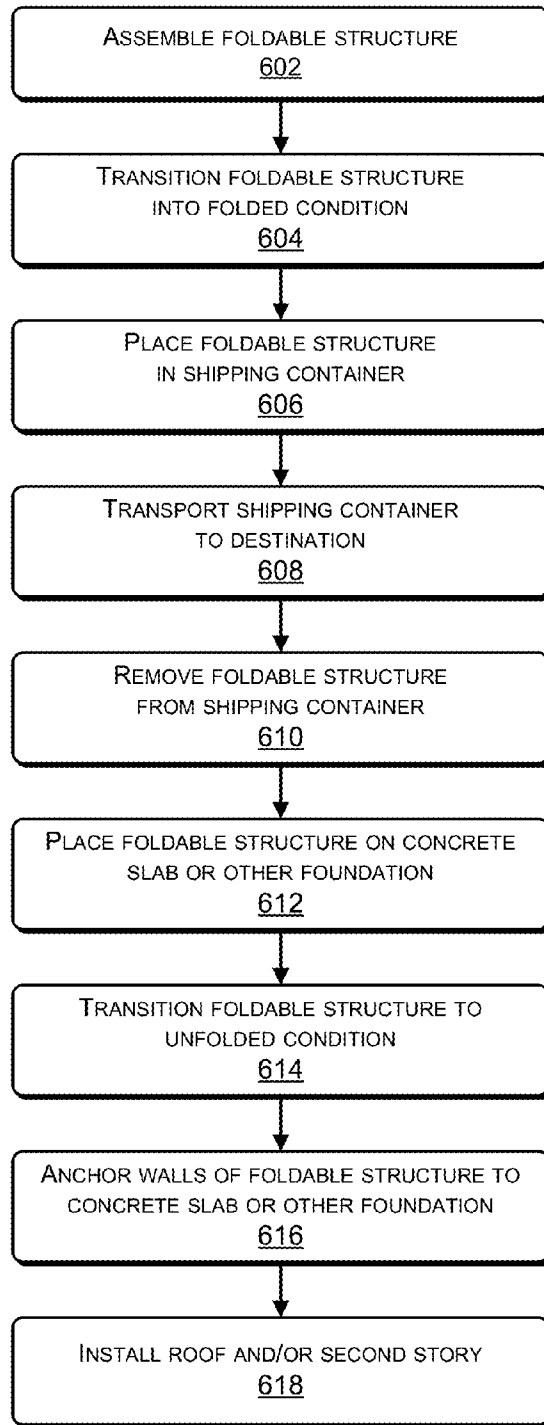 ASSEMBLE FOLDABLE STRUCTURE
602
TRANSITION FOLDABLE STRUCTURE
INTO FOLDED CONDITION
604
PLACE FOLDABLE STRUCTURE
IN SHIPPING CONTAINER
606
TRANSPORT SHIPPING CONTAINER
TO DESTINATION
608
REMOVE FOLDABLE STRUCTURE
FROM SHIPPING CONTAINER
610
PLACE FOLDABLE STRUCTURE ON CONCRETE
SLAB OR OTHER FOUNDATION
612
TRANSITION FOLDABLE STRUCTURE TO
UNFOLDED CONDITION
614
ANCHOR WALLS OF FOLDABLE STRUCTURE TO
CONCRETE SLAB OR OTHER FOUNDATION
616
INSTALL ROOF AND/OR SECOND STORY
618